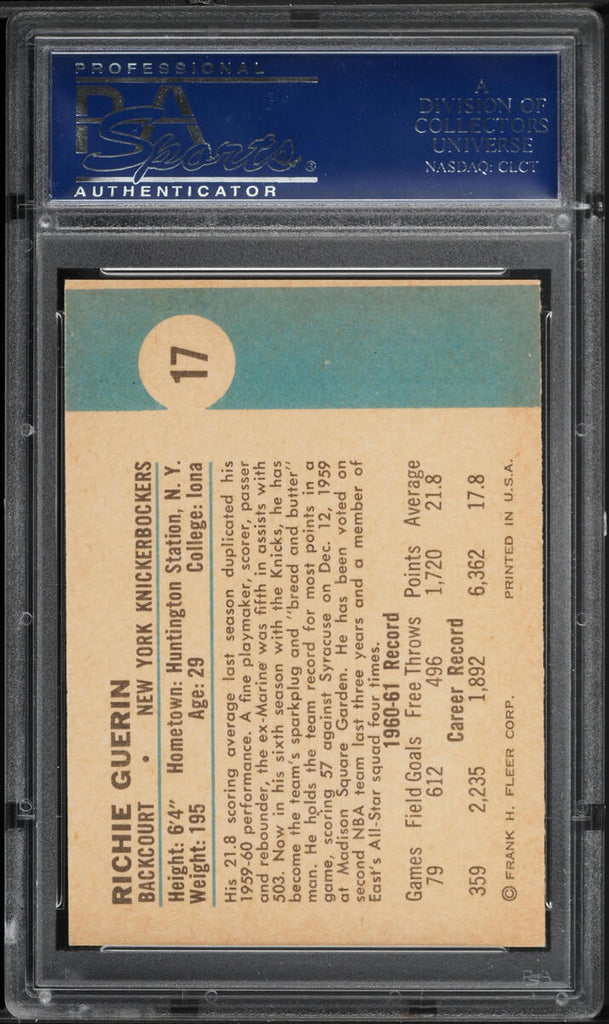 PROFESSIONAL
PSA
Sports®
AUTHENTICATOR
A
DIVISION OF
COLLECTORS
UNIVERSE
NASDAQ: CLCT
17
RICHIE GUERIN
BACKCOURT • NEW YORK KNICKERBOCKERS
Height: 6'4" Hometown: Huntington Station, N. Y.
Weight: 195 Age: 29 College: Iona
His 21.8 scoring average last season duplicated his
1959-60 performance. A fine playmaker, scorer, passer
and rebounder, the ex-Marine was fifth in assists with
503. Now in his sixth season with the Knicks, he has
become the team's sparkplug and "bread and butter"
man. He holds the team record for most points in a
game, scoring 57 against Syracuse on Dec. 12, 1959
at Madison Square Garden. He has been voted on
second NBA team last three years and a member of
East's All-Star squad four times.
1960-61 Record
Games Field Goals Free Throws Points Average
79 612 496 1,720 21.8
Career Record
359 2,235 1,892 6,362 17.8
© FRANK H. FLEER CORP. PRINTED IN U.S.A.
PSA